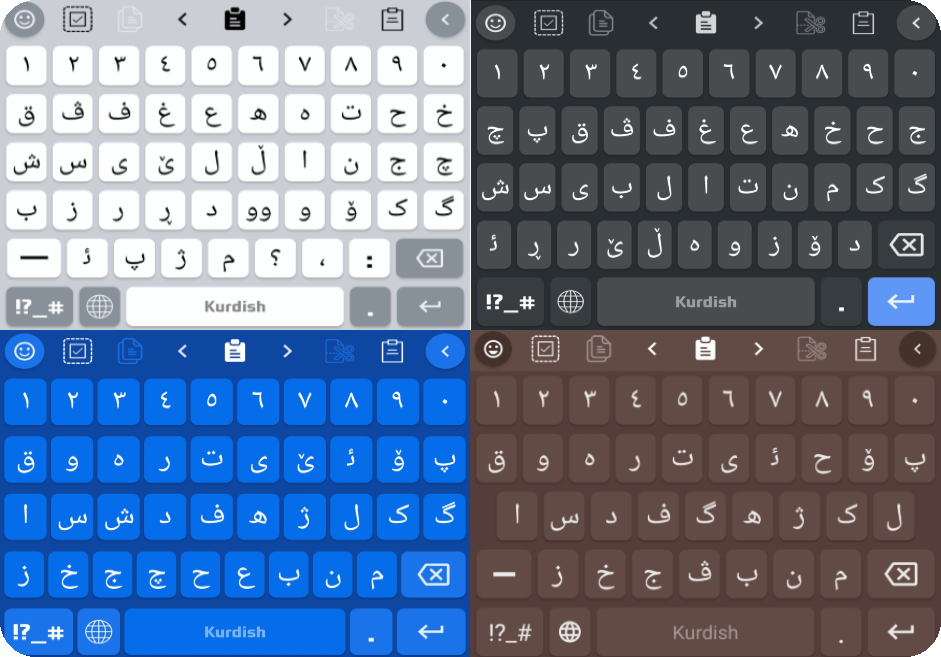 ١ ٢ ٣ ٤ ٥ ٦ ٧ ٨ ٩ ٠
ق ڤ ف غ ع ھ ە ت ح خ
ش س ی ێ ل ڵ ا ن ج چ
ب ز ر ڕ د وو و ۆ ک گ
ـــ ئ پ ژ م ؟ ، :
!?_# Kurdish .
١ ٢ ٣ ٤ ٥ ٦ ٧ ٨ ٩ ٠
چ پ ق ڤ ف غ ع ھ خ ح ج
ش س ی ب ل ا ت ن م ک گ
ئ ڕ ر ێ ڵ ە و ز ۆ د
!?_# Kurdish .
١ ٢ ٣ ٤ ٥ ٦ ٧ ٨ ٩ ٠
ق و ە ر ت ی ێ ئ ۆ پ
ا س ش د ف ھ ژ ل ک گ
ز خ ج چ ح ع ب ن م
!?_# Kurdish .
١ ٢ ٣ ٤ ٥ ٦ ٧ ٨ ٩ ٠
ق و ە ر ت ی ئ ح ۆ پ
ا س د ف گ ھ ژ ک ل
ـــ ز خ ج ڤ ب ن م
!?_# Kurdish .